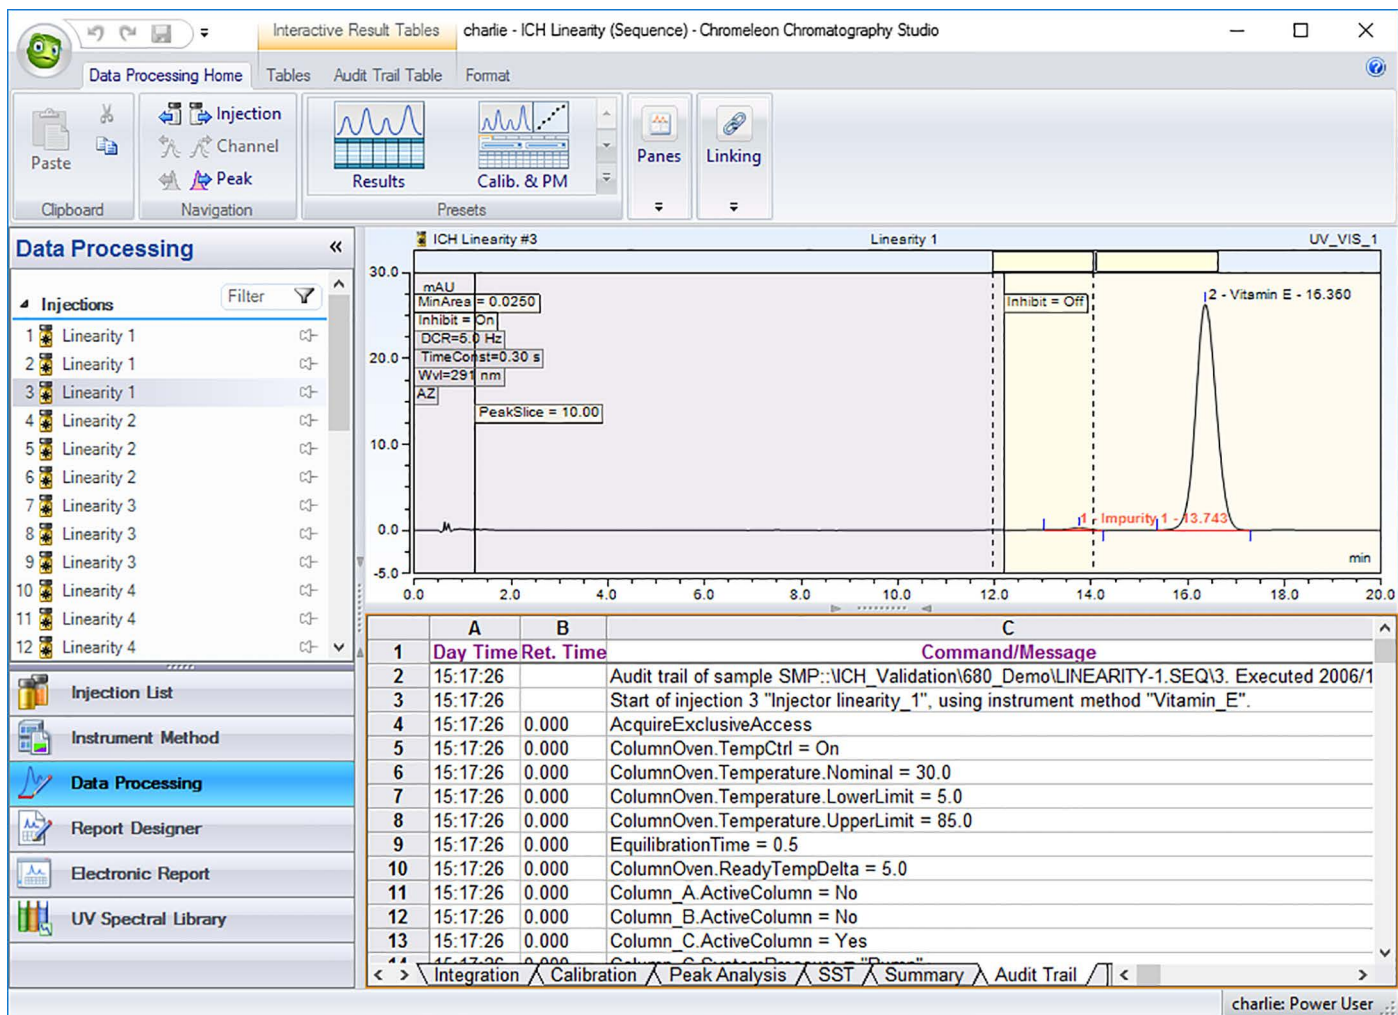 Interactive Result Tables charlie - ICH Linearity (Sequence) - Chromeleon Chromatography Studio
Data Processing Home Tables Audit Trail Table Format
Paste
Injection
Channel
Peak
Results
Calib. & PM
Panes
Linking
Clipboard Navigation Presets
Data Processing «
Injections Filter
1 Linearity 1
2 Linearity 1
3 Linearity 1
4 Linearity 2
5 Linearity 2
6 Linearity 2
7 Linearity 3
8 Linearity 3
9 Linearity 3
10 Linearity 4
11 Linearity 4
12 Linearity 4
Injection List
Instrument Method
Data Processing
Report Designer
Electronic Report
UV Spectral Library
ICH Linearity #3 Linearity 1 UV_VIS_1
30.0
20.0
10.0
0.0
-5.0
mAU
MinArea = 0.0250
Inhibit = On
DCR=5.0 Hz
TimeConst=0.30 s
Wvl=291 nm
AZ
PeakSlice = 10.00
Inhibit = Off
2 - Vitamin E - 16.360
1 - Impurity 1 - 13.743
min
0.0 2.0 4.0 6.0 8.0 10.0 12.0 14.0 16.0 18.0 20.0
A B C
1 Day Time Ret. Time Command/Message
2 15:17:26 Audit trail of sample SMP::\ICH_Validation\680_Demo\LINEARITY-1.SEQ\3. Executed 2006/1
3 15:17:26 Start of injection 3 "Injector linearity_1", using instrument method "Vitamin_E".
4 15:17:26 0.000 AcquireExclusiveAccess
5 15:17:26 0.000 ColumnOven.TempCtrl = On
6 15:17:26 0.000 ColumnOven.Temperature.Nominal = 30.0
7 15:17:26 0.000 ColumnOven.Temperature.LowerLimit = 5.0
8 15:17:26 0.000 ColumnOven.Temperature.UpperLimit = 85.0
9 15:17:26 0.000 EquilibrationTime = 0.5
10 15:17:26 0.000 ColumnOven.ReadyTempDelta = 5.0
11 15:17:26 0.000 Column_A.ActiveColumn = No
12 15:17:26 0.000 Column_B.ActiveColumn = No
13 15:17:26 0.000 Column_C.ActiveColumn = Yes
Integration Calibration Peak Analysis SST Summary Audit Trail
charlie: Power User